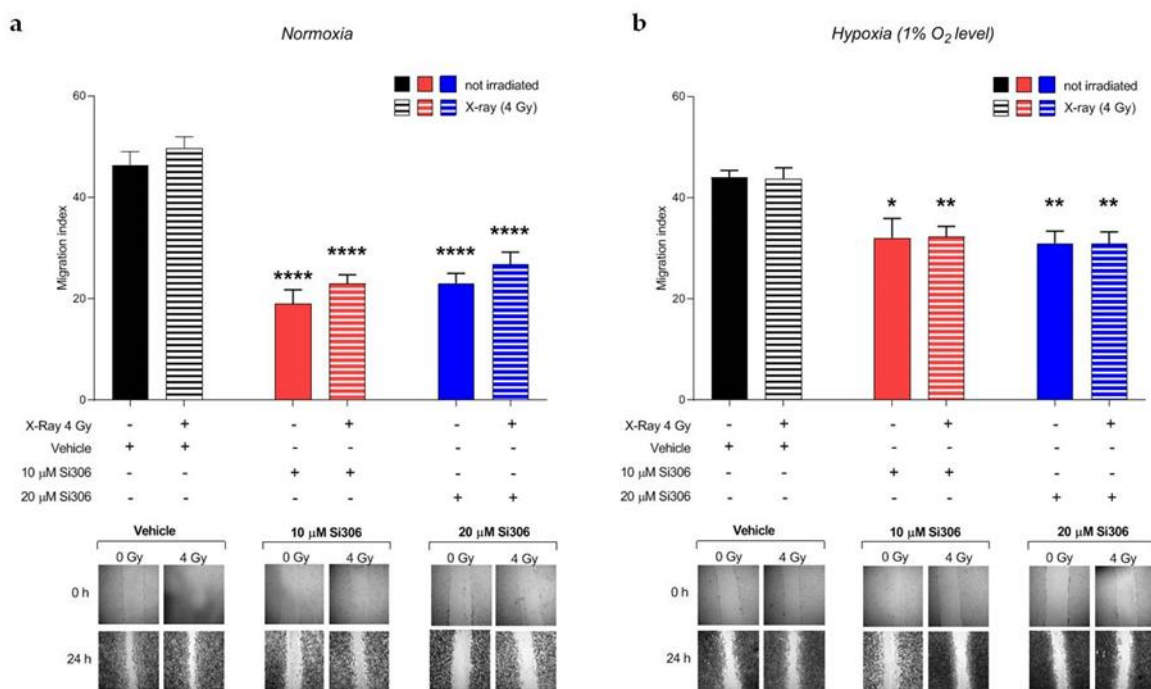 a
Normoxia
not irradiated
X-ray (4 Gy)
60
40
20
0
Migration index
****
****
****
****
X-Ray 4 Gy - + - + - +
Vehicle + + - - - -
10 μM Si306 - - + + - -
20 μM Si306 - - - - + +
Vehicle 10 μM Si306 20 μM Si306
0 Gy 4 Gy 0 Gy 4 Gy 0 Gy 4 Gy
0 h
24 h
b
Hypoxia (1% O₂ level)
not irradiated
X-ray (4 Gy)
60
40
20
0
Migration index
*
**
**
**
X-Ray 4 Gy - + - + - +
Vehicle + + - - - -
10 μM Si306 - - + + - -
20 μM Si306 - - - - + +
Vehicle 10 μM Si306 20 μM Si306
0 Gy 4 Gy 0 Gy 4 Gy 0 Gy 4 Gy
0 h
24 h